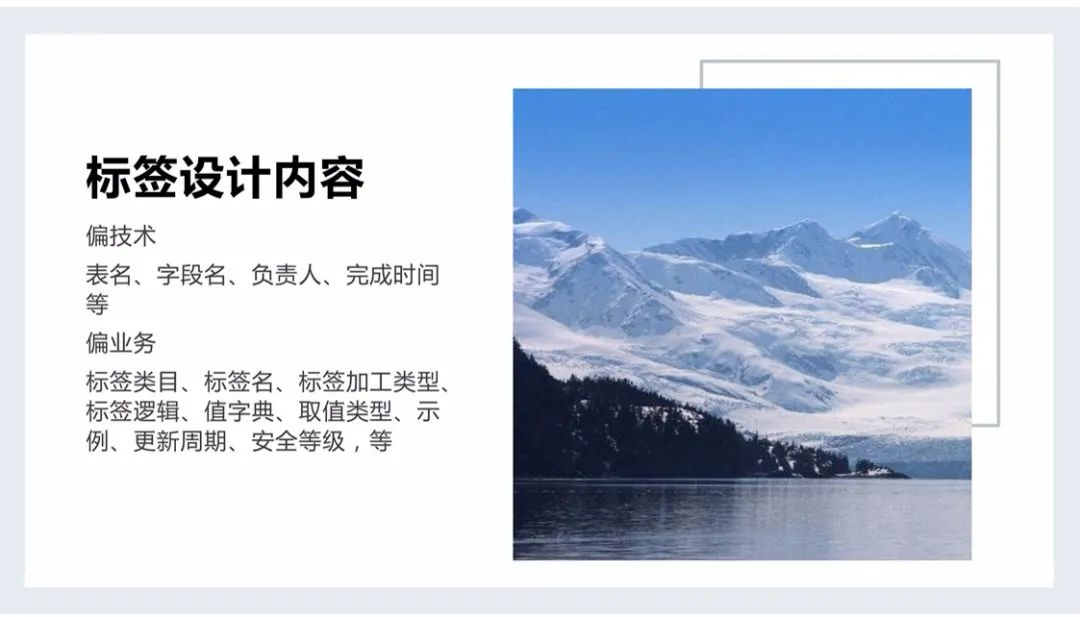 标签设计内容
偏技术
表名、字段名、负责人、完成时间
等
偏业务
标签类目、标签名、标签加工类型、
标签逻辑、值字典、取值类型、示
例、更新周期、安全等级，等